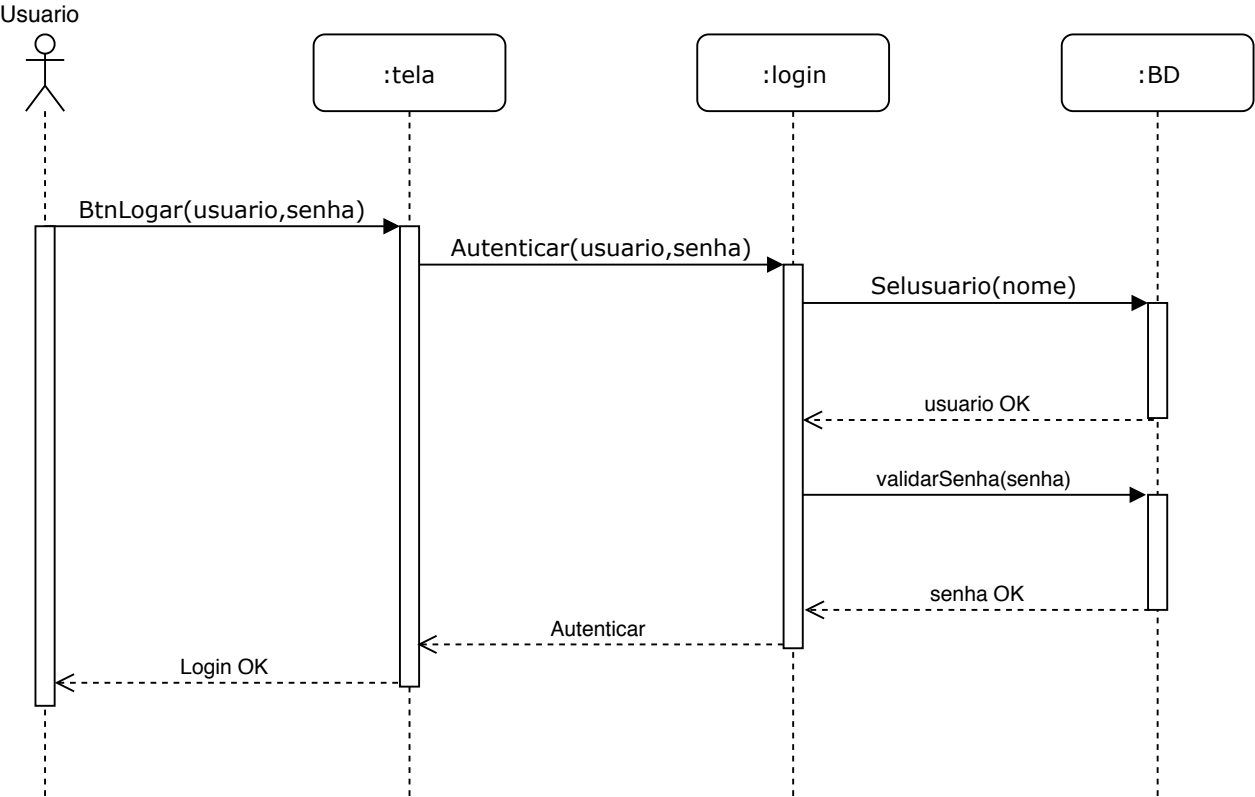 Usuario
:tela
:login
:BD
BtnLogar(usuario,senha)
Autenticar(usuario,senha)
Selusuario(nome)
usuario OK
validarSenha(senha)
senha OK
Autenticar
Login OK